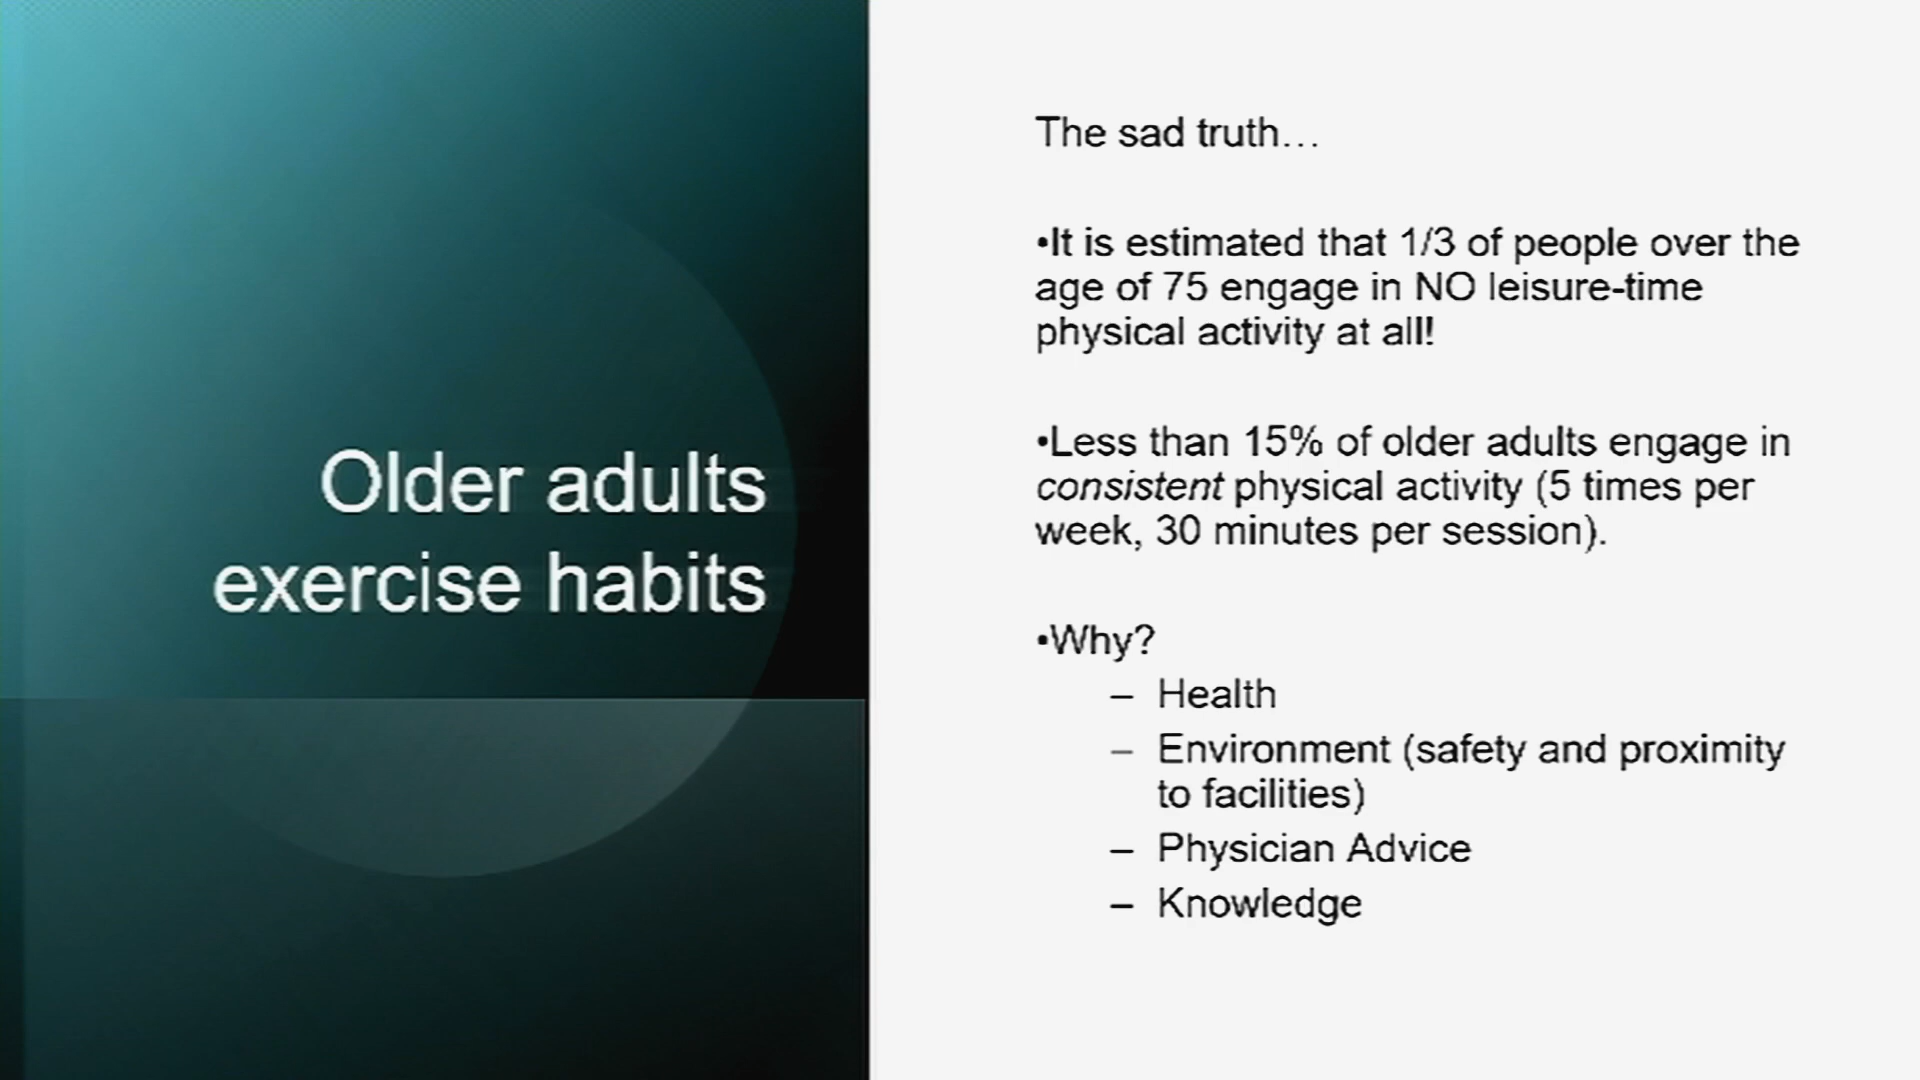 Older adults
exercise habits
The sad truth…
•It is estimated that 1/3 of people over the
age of 75 engage in NO leisure-time
physical activity at all!
•Less than 15% of older adults engage in
consistent physical activity (5 times per
week, 30 minutes per session).
•Why?
– Health
– Environment (safety and proximity
to facilities)
– Physician Advice
– Knowledge